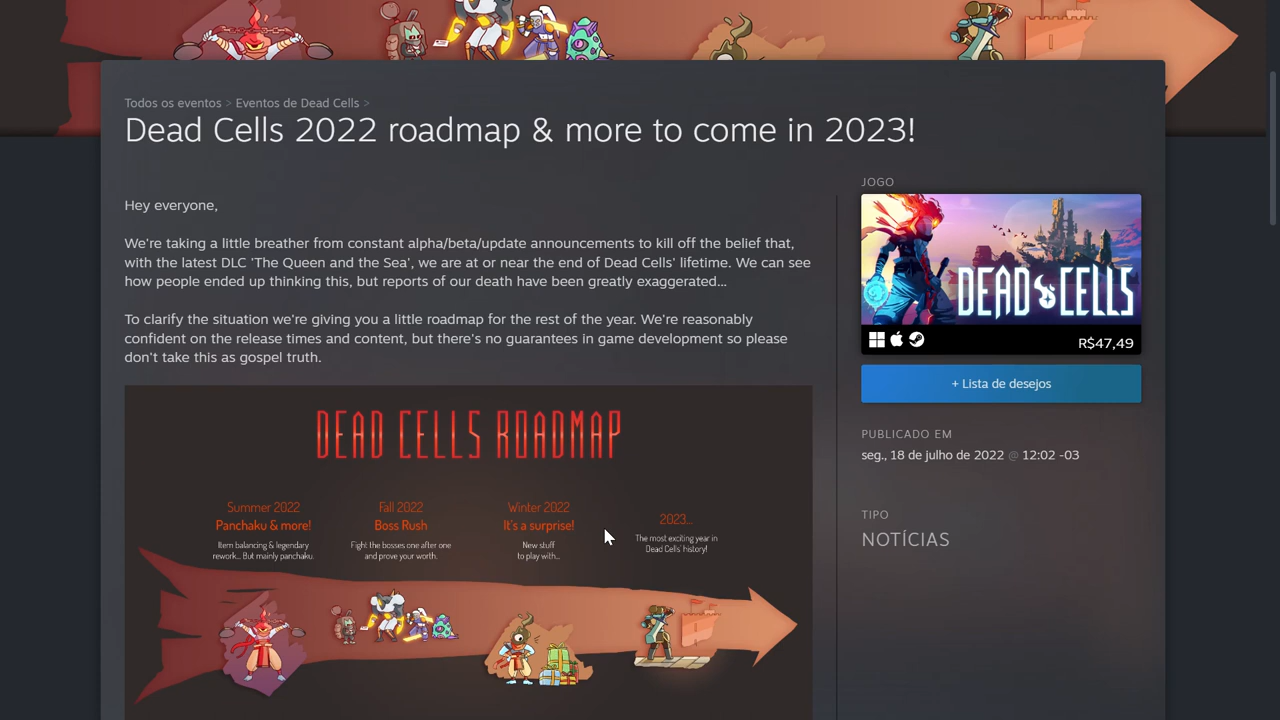 Todos os eventos > Eventos de Dead Cells >
Dead Cells 2022 roadmap & more to come in 2023!
Hey everyone,
We're taking a little breather from constant alpha/beta/update announcements to kill off the belief that,
with the latest DLC 'The Queen and the Sea', we are at or near the end of Dead Cells' lifetime. We can see
how people ended up thinking this, but reports of our death have been greatly exaggerated...
To clarify the situation we're giving you a little roadmap for the rest of the year. We're reasonably
confident on the release times and content, but there's no guarantees in game development so please
don't take this as gospel truth.
DEAD CELLS ROADMAP
Summer 2022
Panchaku & more!
Item balancing & legendary
rework... But mainly panchaku.
Fall 2022
Boss Rush
Fight the bosses one after one
and prove your worth.
Winter 2022
It's a surprise!
New stuff
to play with...
2023...
The most exciting year in
Dead Cells' history!
JOGO
DEAD CELLS
R$47,49
+ Lista de desejos
PUBLICADO EM
seg., 18 de julho de 2022 @ 12:02 -03
TIPO
NOTÍCIAS